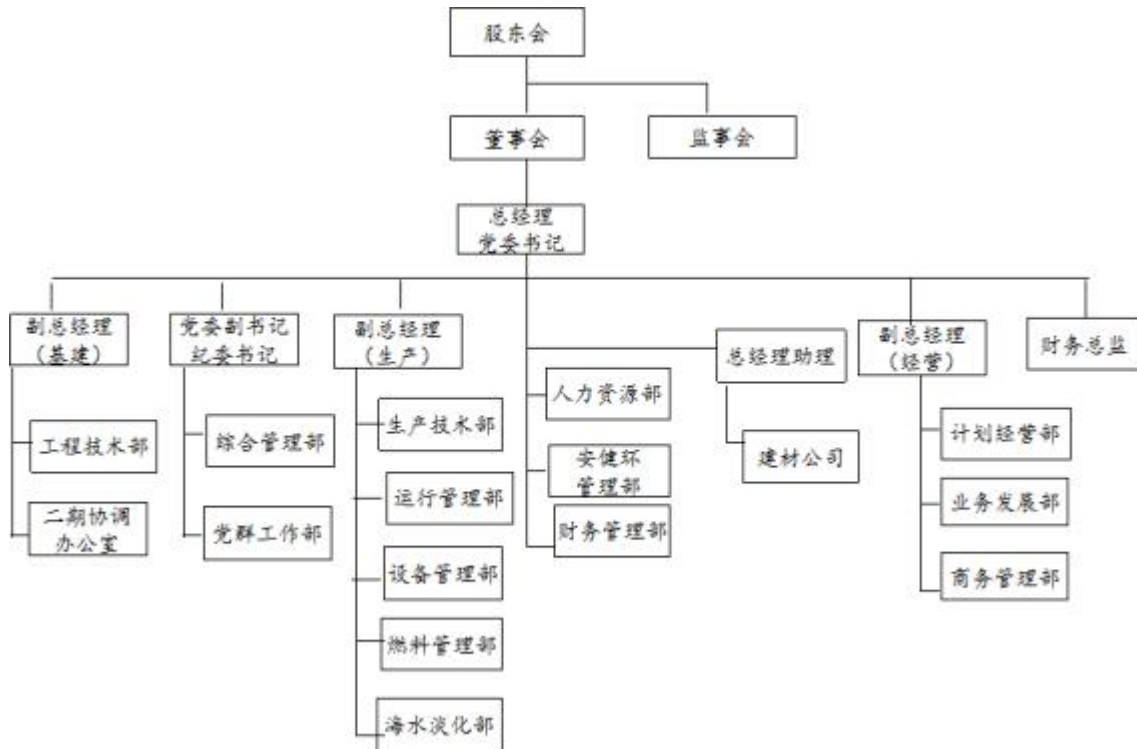 股东会
董事会
监事会
总经理
党委书记
副总经理
（基建）
党委副书记
纪委书记
副总经理
（生产）
总经理助理
副总经理
（经营）
财务总监
工程技术部
二期协调
办公室
综合管理部
党群工作部
生产技术部
运行管理部
设备管理部
燃料管理部
海水淡化部
人力资源部
安健环
管理部
财务管理部
建材公司
计划经营部
业务发展部
商务管理部